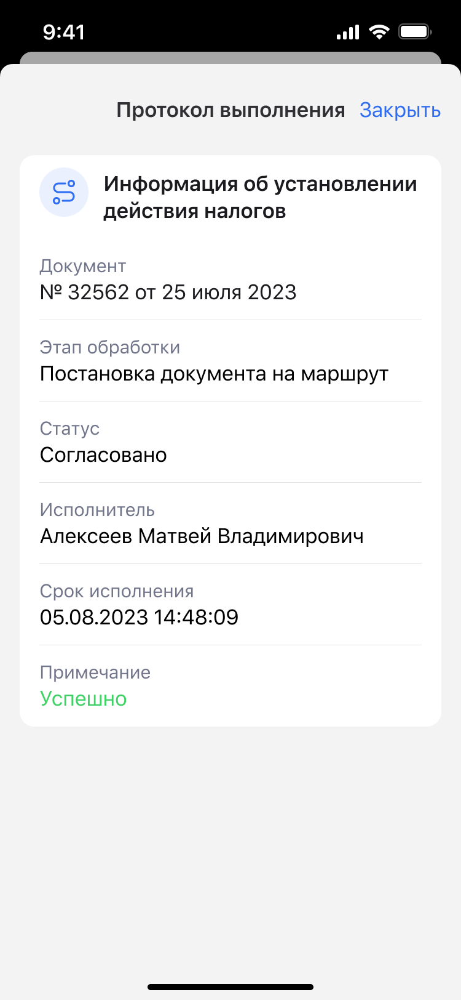 9:41
Протокол выполнения Закрыть
Информация об установлении
действия налогов
Документ
№ 32562 от 25 июля 2023
Этап обработки
Постановка документа на маршрут
Статус
Согласовано
Исполнитель
Алексеев Матвей Владимирович
Срок исполнения
05.08.2023 14:48:09
Примечание
Успешно